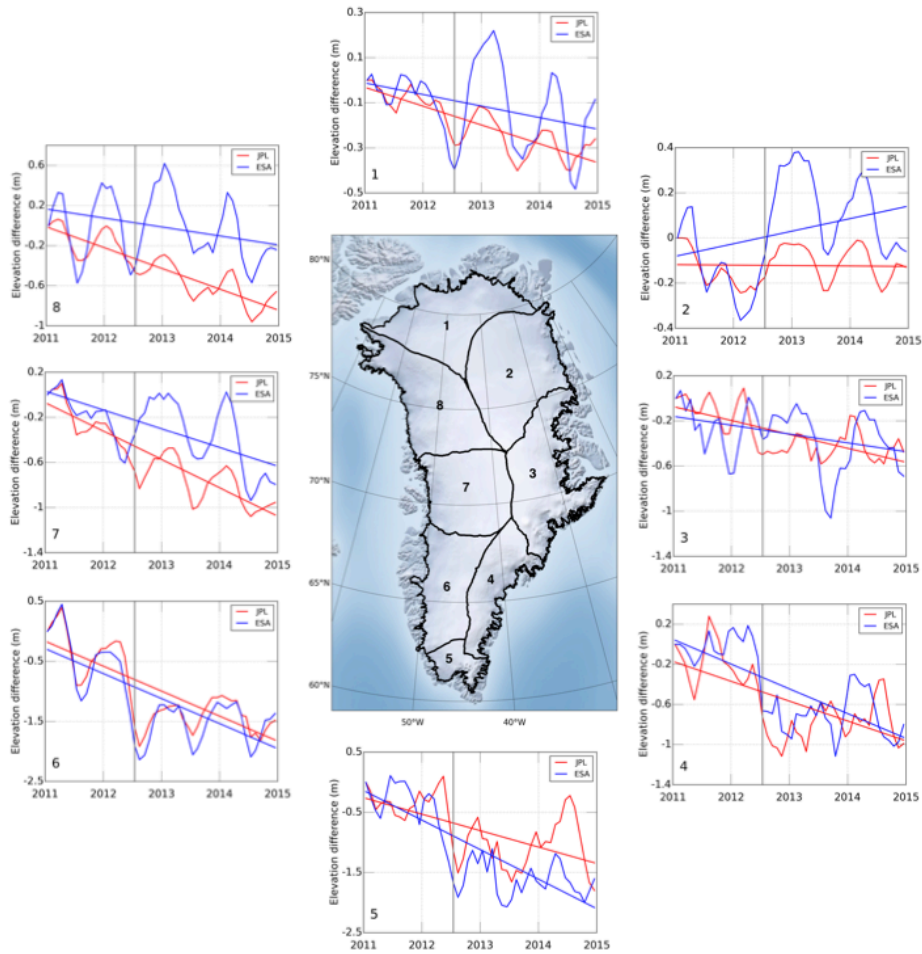 0.3
0.1
-0.1
-0.3
-0.5
Elevation difference (m)
JPL
ESA
1
2011 2012 2013 2014 2015
0.6
0.2
-0.2
-0.6
-1
Elevation difference (m)
JPL
ESA
8
2011 2012 2013 2014 2015
0.4
0.2
0
-0.2
-0.4
Elevation difference (m)
JPL
ESA
2
2011 2012 2013 2014 2015
0.2
-0.2
-0.6
-1
-1.4
Elevation difference (m)
JPL
ESA
7
2011 2012 2013 2014 2015
80°N
75°N
70°N
65°N
60°N
50°W
40°W
1
2
8
3
7
6
4
5
0.2
-0.2
-0.6
-1
-1.4
Elevation difference (m)
JPL
ESA
3
2011 2012 2013 2014 2015
0.5
-0.5
-1.5
-2.5
Elevation difference (m)
JPL
ESA
6
2011 2012 2013 2014 2015
0.2
-0.2
-0.6
-1
-1.4
Elevation difference (m)
JPL
ESA
4
2011 2012 2013 2014 2015
0.5
-0.5
-1.5
-2.5
Elevation difference (m)
JPL
ESA
5
2011 2012 2013 2014 2015